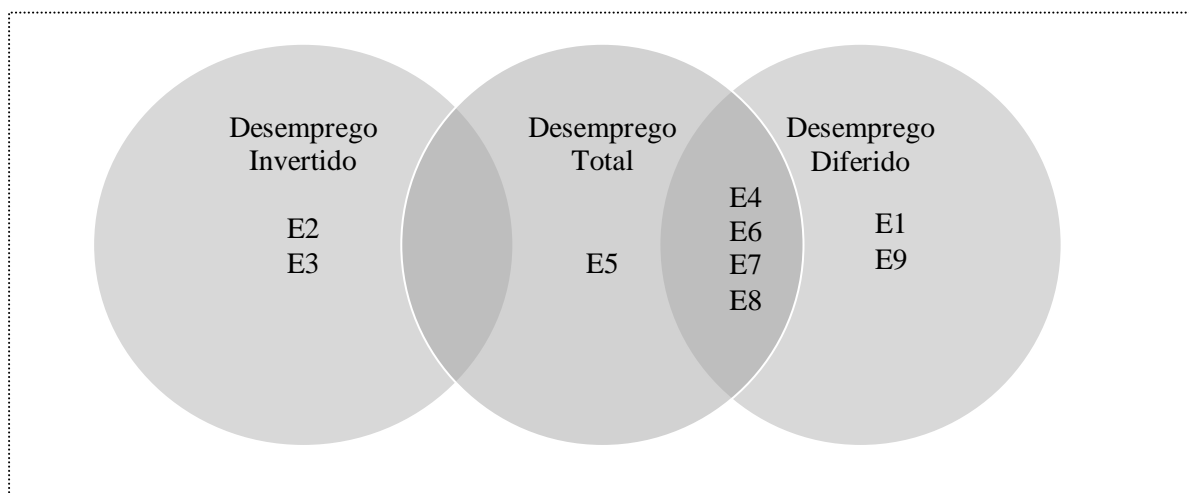 Desemprego
Invertido
E2
E3
Desemprego
Total
E5
E4
E6
E7
E8
Desemprego
Diferido
E1
E9